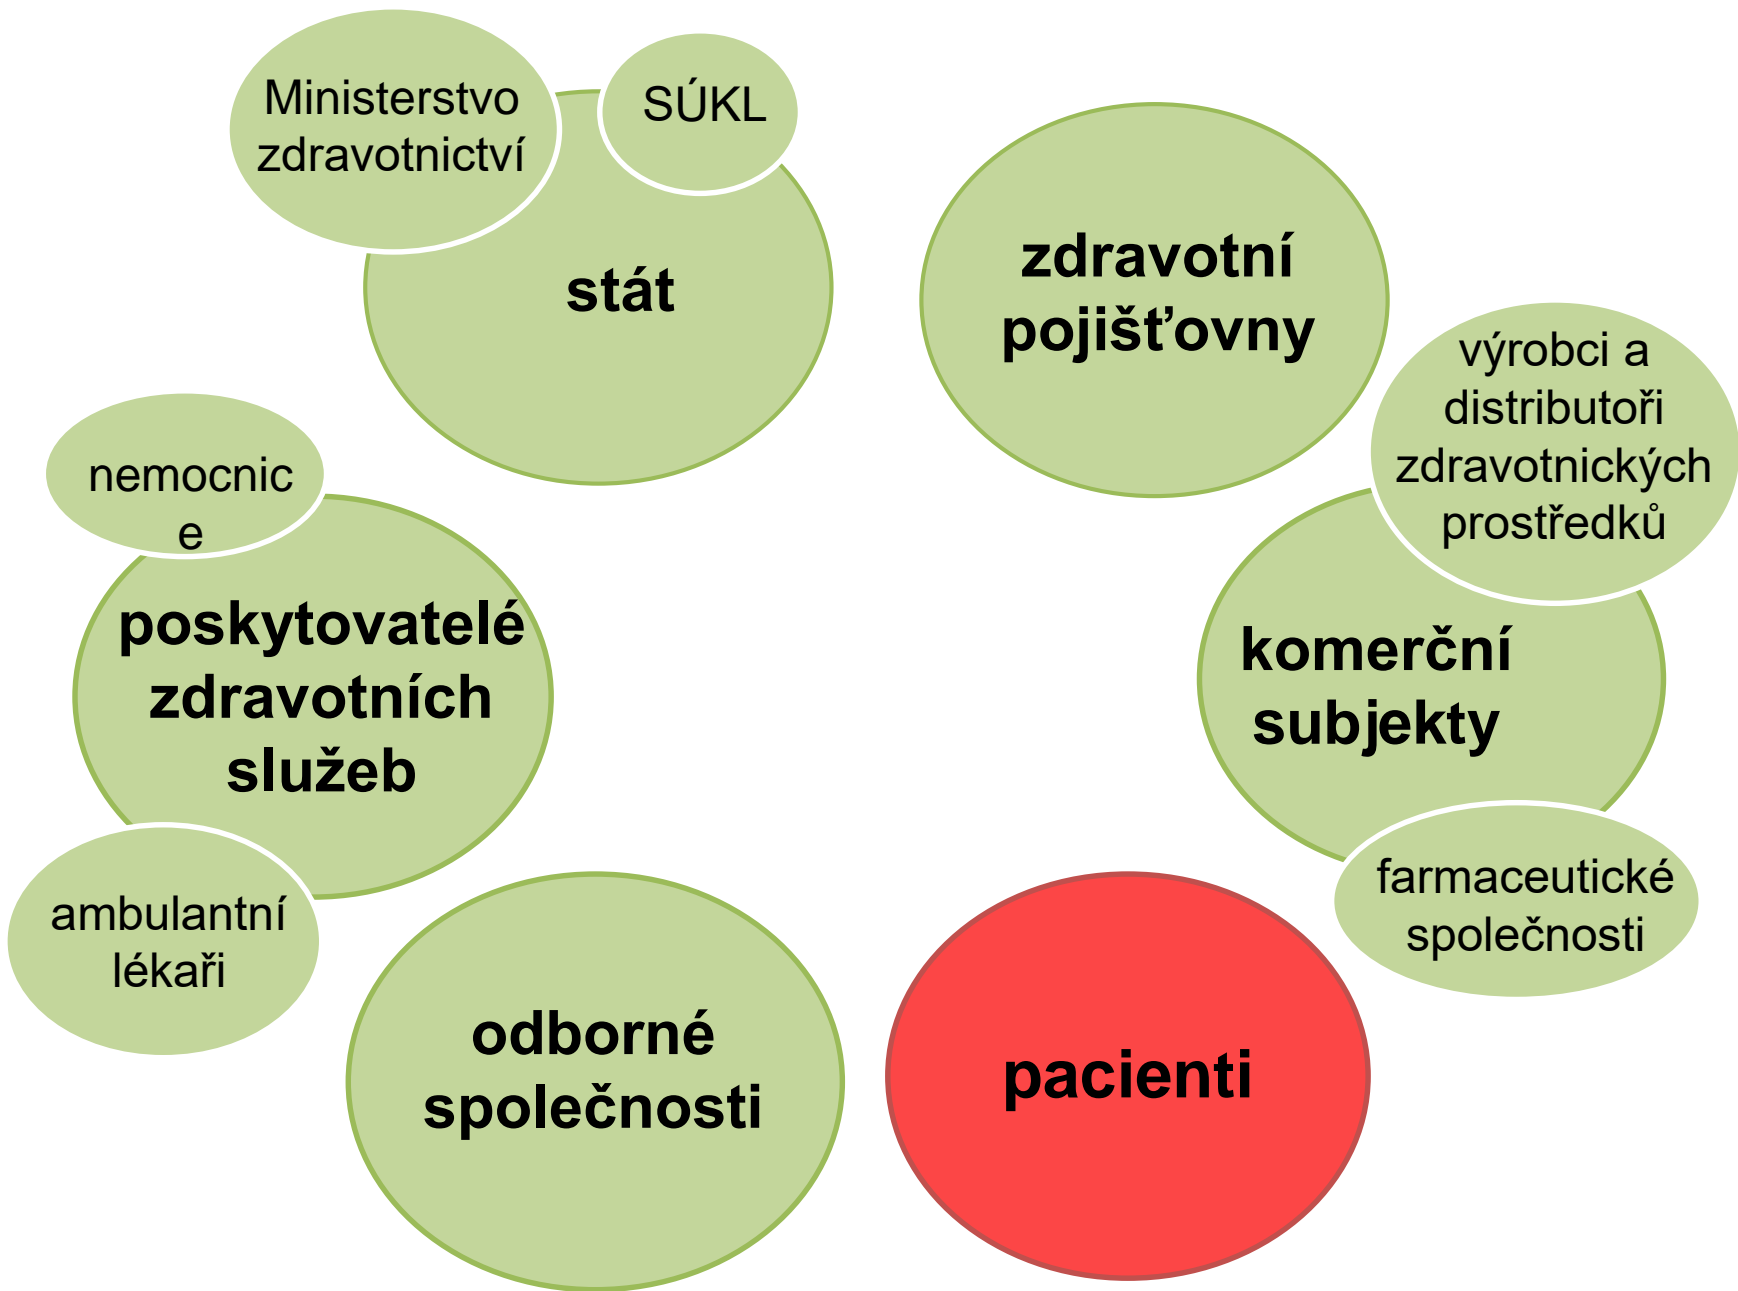 Ministerstvo
zdravotnictví
SÚKL
stát
zdravotní
pojišťovny
výrobci a
distributoři
zdravotnických
prostředků
nemocnic
e
poskytovatelé
zdravotních
služeb
komerční
subjekty
ambulantní
lékaři
farmaceutické
společnosti
odborné
společnosti
pacienti